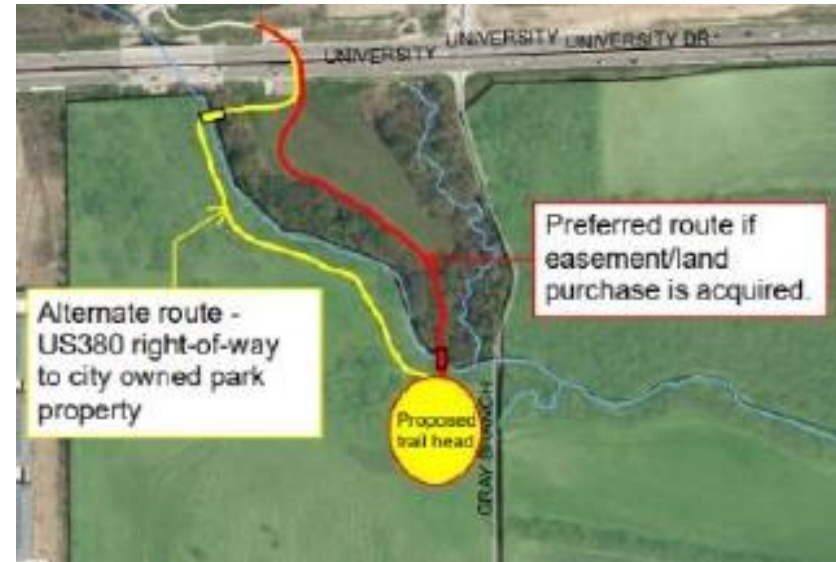 UNIVERSITY UNIVERSITY UNIVERSITY DR
Preferred route if
easement/land
purchase is acquired.
Alternate route -
US380 right-of-way
to city owned park
property
Proposed
trail head
GRAY BRANCH